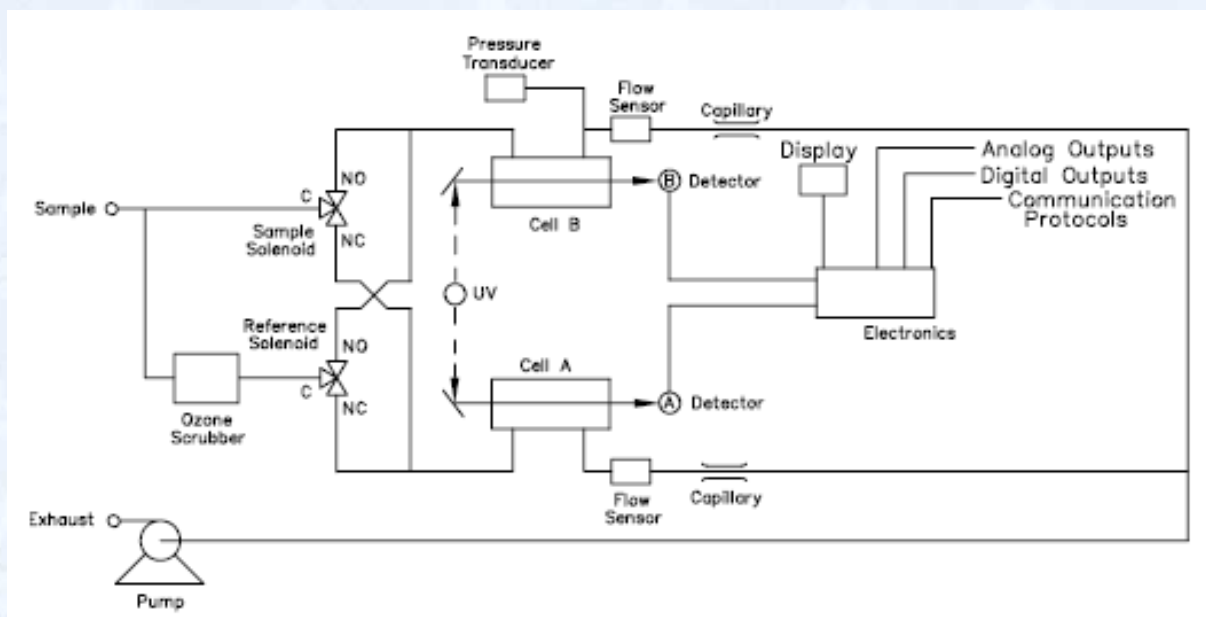 Pressure
Transducer
Flow
Sensor
Capillary
Display
Analog Outputs
Digital Outputs
Communication
Protocols
NO
C
Sample
Sample
Solenoid
NC
B
Detector
Cell B
UV
Electronics
Reference
Solenoid
NO
Cell A
C
NC
A
Detector
Ozone
Scrubber
Flow
Sensor
Capillary
Exhaust
Pump